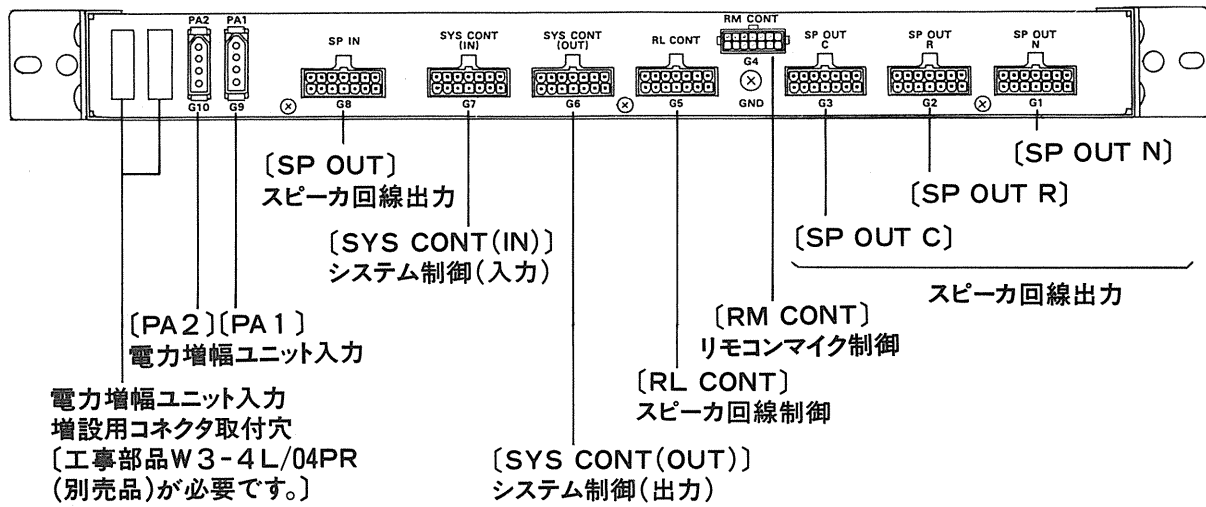 PA2 PA1
SP IN
SYS CONT
(IN)
SYS CONT
(OUT)
RL CONT
RM CONT
SP OUT
C
SP OUT
R
SP OUT
N
G10 G9
G8
G7
G6
G5
G4
GND
G3
G2
G1
〔SP OUT〕
スピーカ回線出力
〔SYS CONT(IN)〕
システム制御(入力)
〔PA2〕〔PA1〕
電力増幅ユニット入力
電力増幅ユニット入力
増設用コネクタ取付穴
〔工事部品W3-4L/04PR
(別売品)が必要です。〕
〔SYS CONT(OUT)〕
システム制御(出力)
〔RL CONT〕
スピーカ回線制御
〔RM CONT〕
リモコンマイク制御
〔SP OUT C〕
〔SP OUT R〕
〔SP OUT N〕
スピーカ回線出力